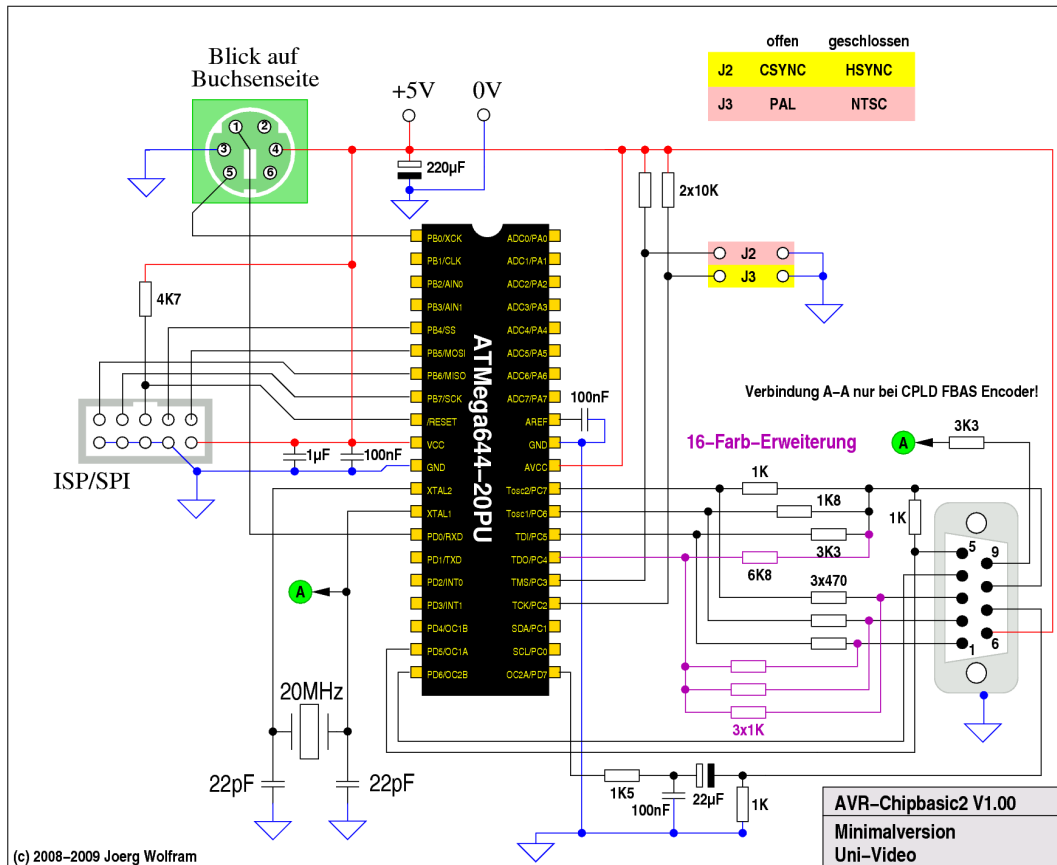 Blick auf
Buchsenseite
offen geschlossen
J2 CSYNC HSYNC
J3 PAL NTSC
+5V 0V
1 2
3 4
5 6
220µF
2x10K
J2
J3
4K7
ISP/SPI
1µF 100nF
ATMega644-20PU
PB0/XCK ADC0/PA0
PB1/CLK ADC1/PA1
PB2/AIN0 ADC2/PA2
PB3/AIN1 ADC3/PA3
PB4/SS ADC4/PA4
PB5/MOSI ADC5/PA5
PB6/MISO ADC6/PA6
PB7/SCK ADC7/PA7
/RESET AREF
VCC GND
GND AVCC
XTAL2 Tosc2/PC7
XTAL1 Tosc1/PC6
PD0/RXD TDI/PC5
PD1/TXD TDO/PC4
PD2/INT0 TMS/PC3
PD3/INT1 TCK/PC2
PD4/OC1B SDA/PC1
PD5/OC1A SCL/PC0
PD6/OC2B OC2A/PD7
100nF
Verbindung A-A nur bei CPLD FBAS Encoder!
16-Farb-Erweiterung
A
3K3
1K
1K8
3K3
6K8
1K
3x470
3x1K
5 9
1 6
A
20MHz
22pF 22pF
1K5
100nF
22µF
1K
AVR-Chipbasic2 V1.00
Minimalversion
Uni-Video
(c) 2008-2009 Joerg Wolfram